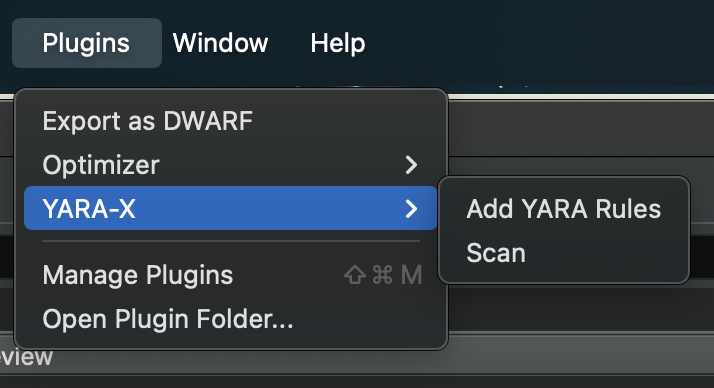 Plugins Window Help
Export as DWARF
Optimizer
YARA-X
Add YARA Rules
Scan
Manage Plugins ⇧⌘M
Open Plugin Folder...
view